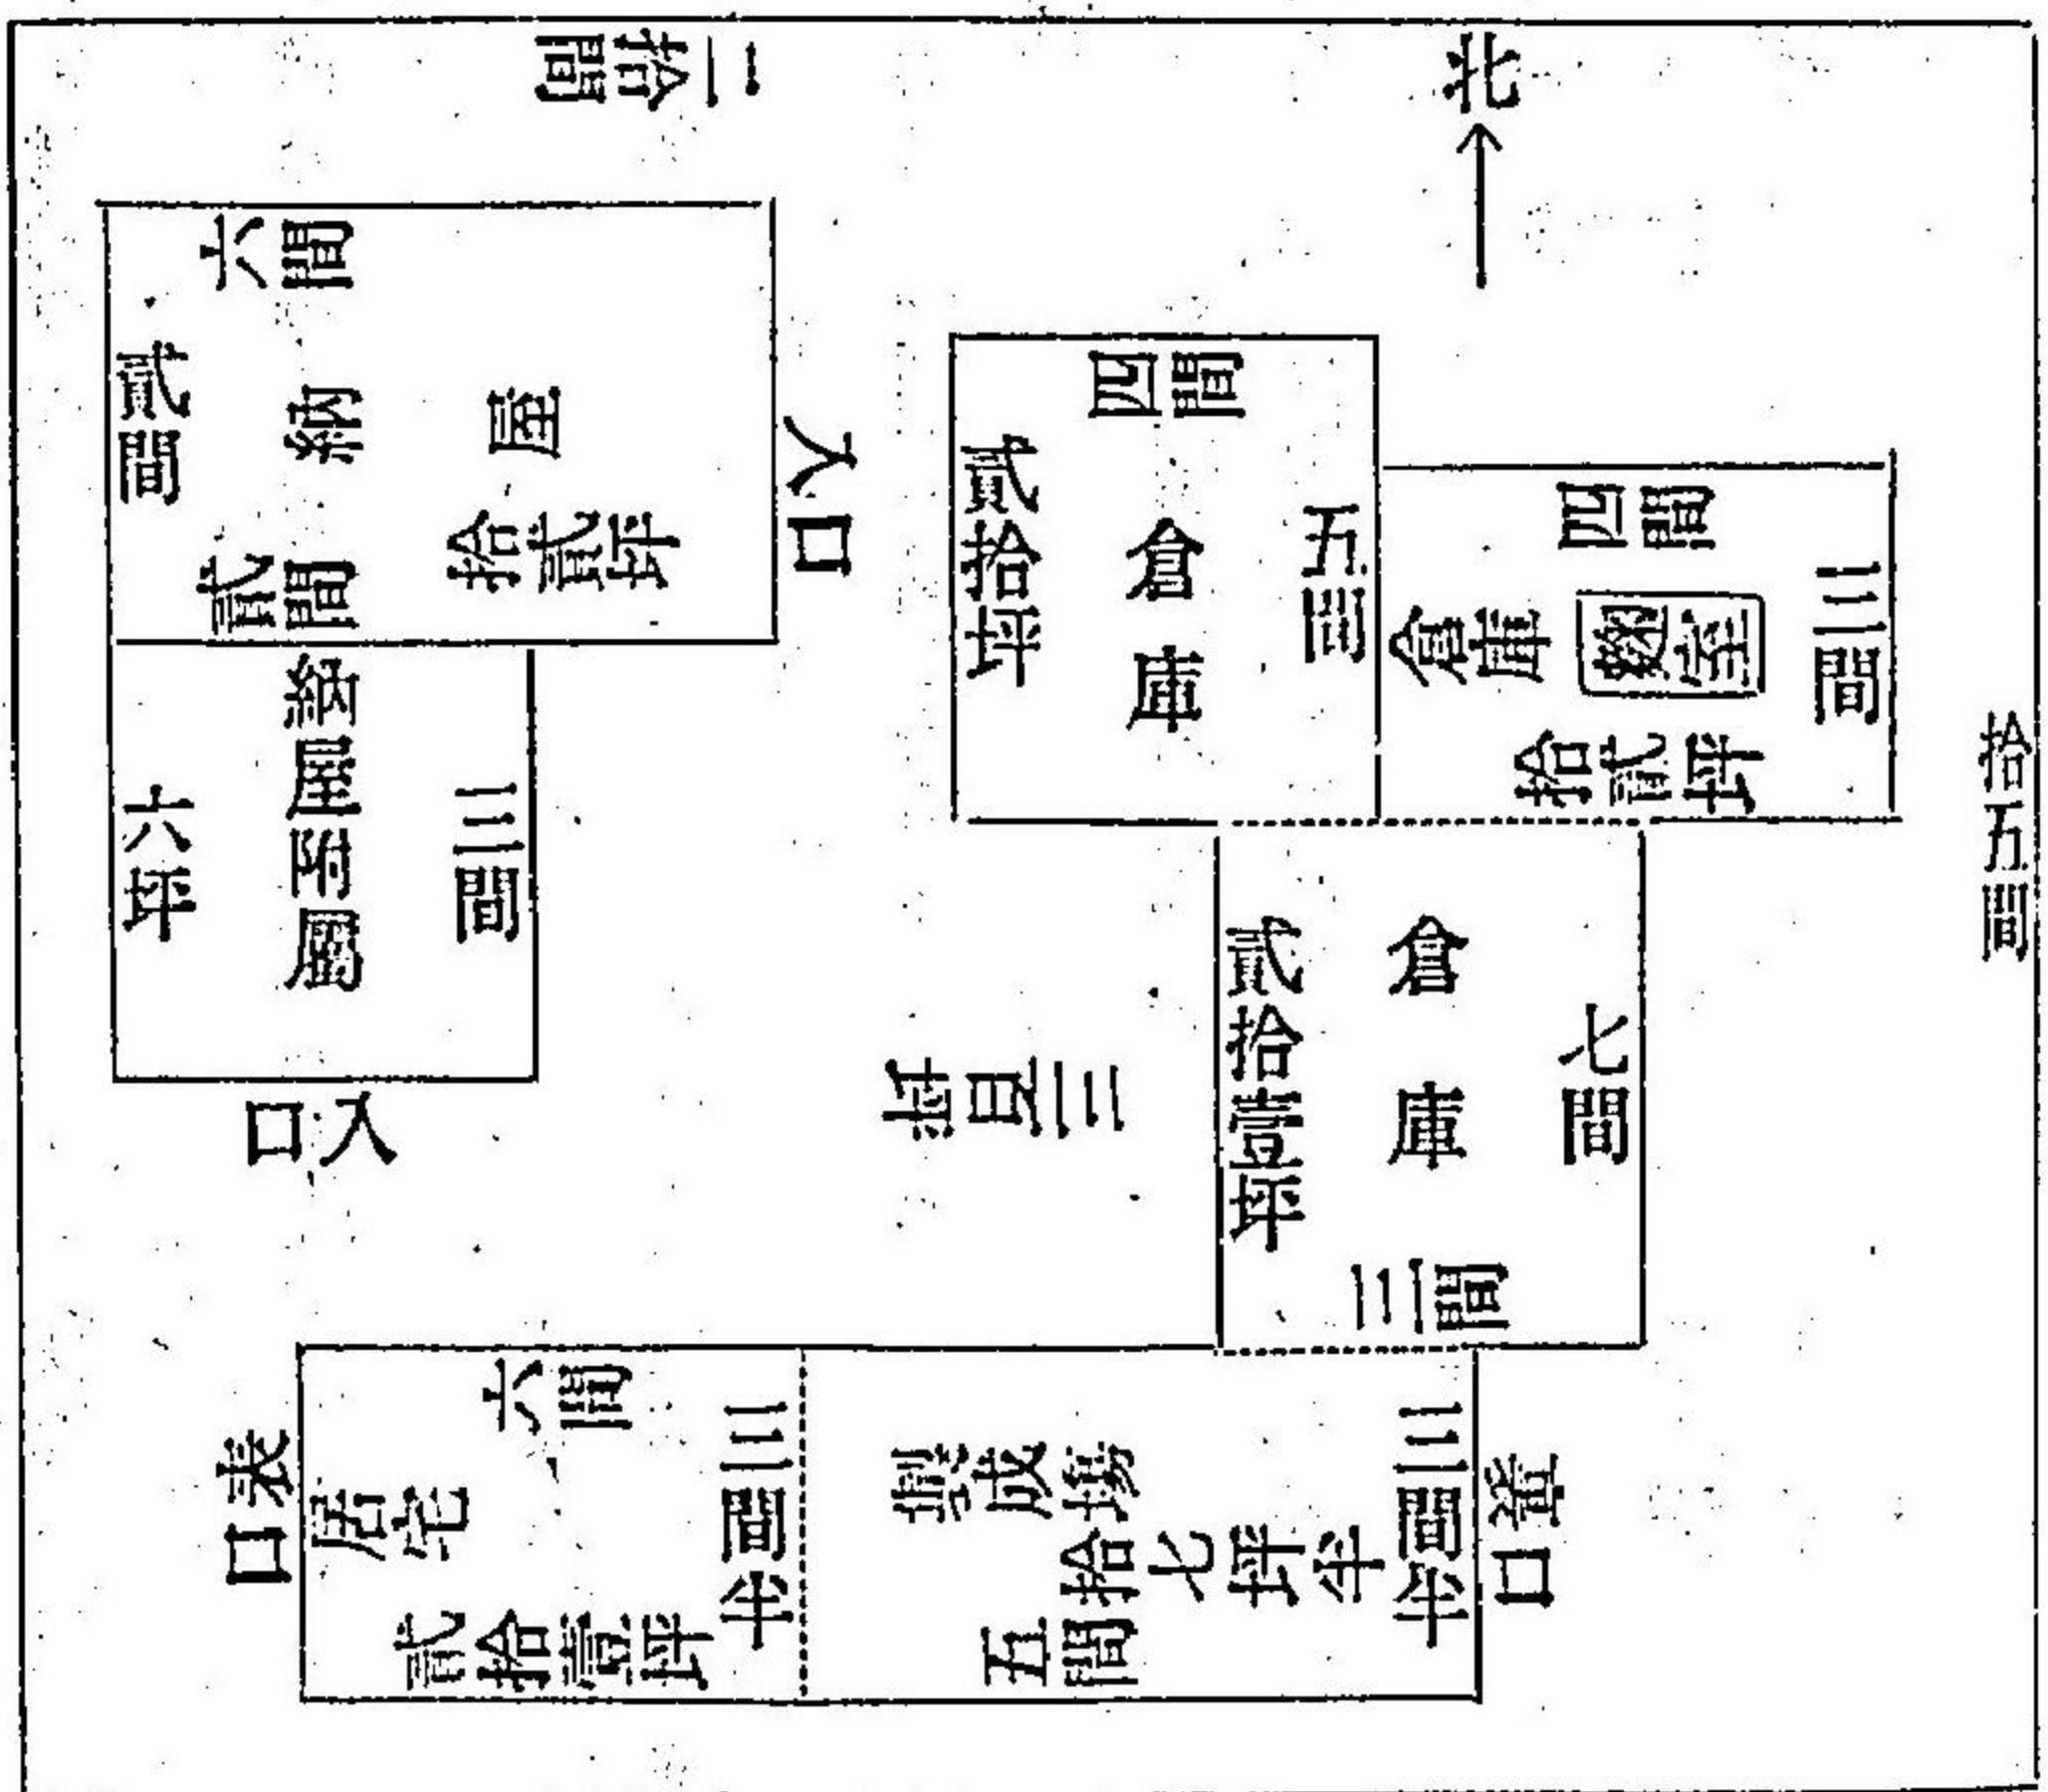 二拾間
北
六間
貳間
納屋
拾貳坪
貳間
入口
四間
貳拾坪
倉庫
五間
四間
倉庫
麹室
三間
拾貳坪
拾五間
納屋附屬
六坪
三間
入口
三百坪
貳拾壹坪
倉庫
七間
三間
表口
居宅
六間
三間半
貳拾壹坪
製成場
拾七坪半
五間
三間半
口